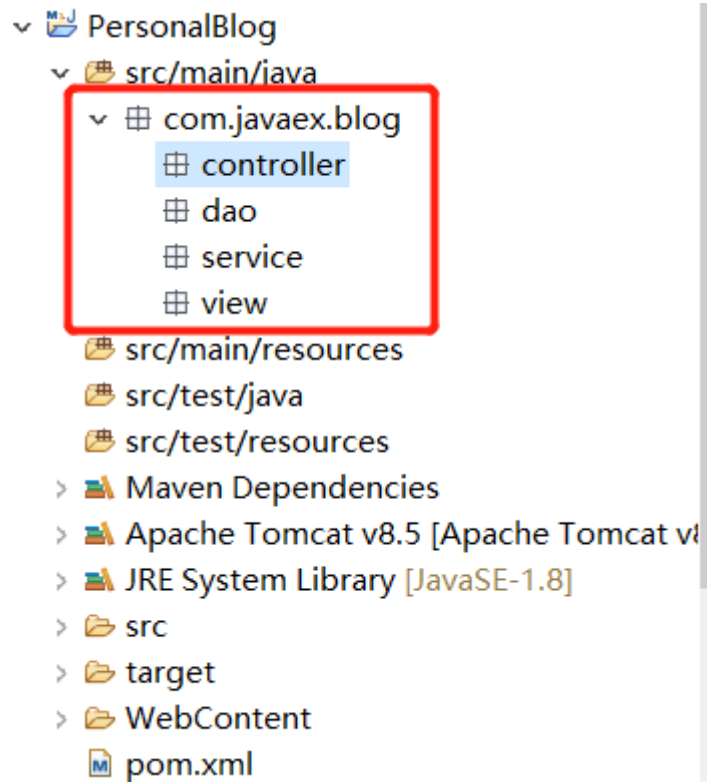 PersonalBlog
src/main/java
com.javaex.blog
controller
dao
service
view
src/main/resources
src/test/java
src/test/resources
Maven Dependencies
Apache Tomcat v8.5 [Apache Tomcat
JRE System Library [JavaSE-1.8]
src
target
WebContent
pom.xml